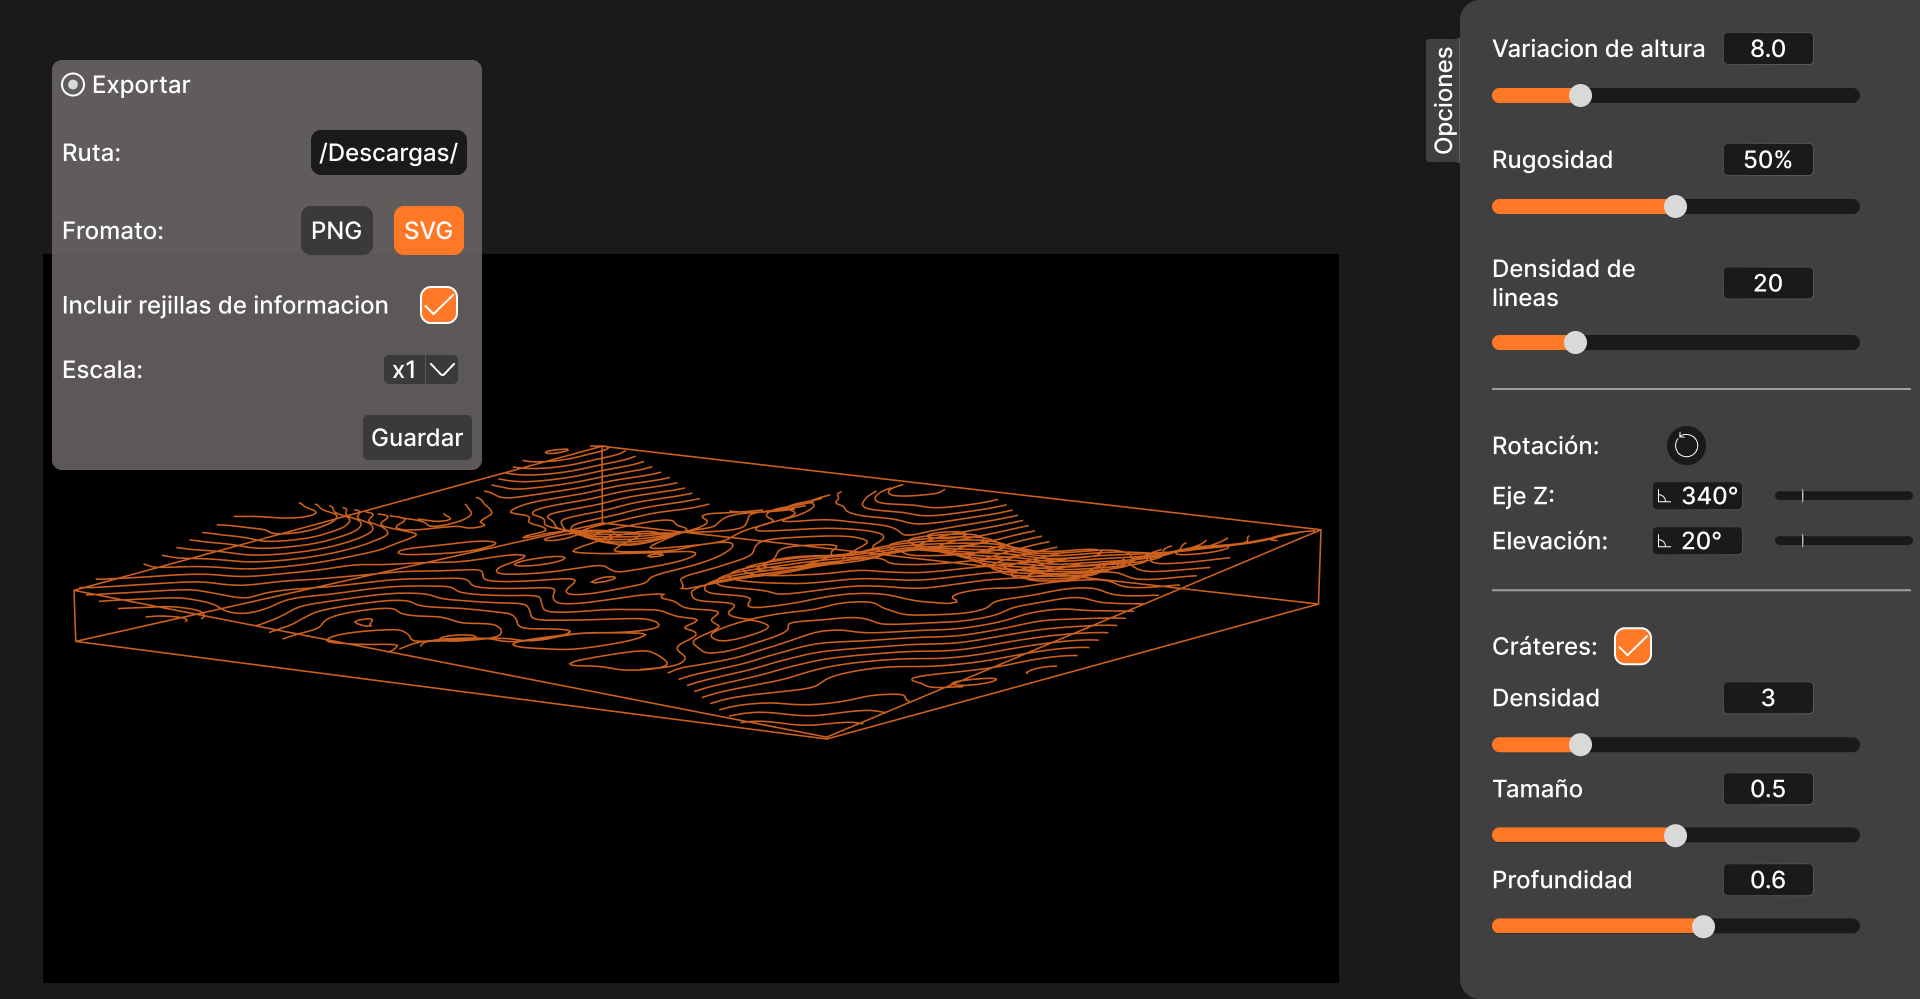 Exportar
Ruta: /Descargas/
Fromato: PNG SVG
Incluir rejillas de informacion
Escala: x1
Guardar
Opciones
Variacion de altura 8.0
Rugosidad 50%
Densidad de
lineas 20
Rotación:
Eje Z: 340°
Elevación: 20°
Cráteres:
Densidad 3
Tamaño 0.5
Profundidad 0.6